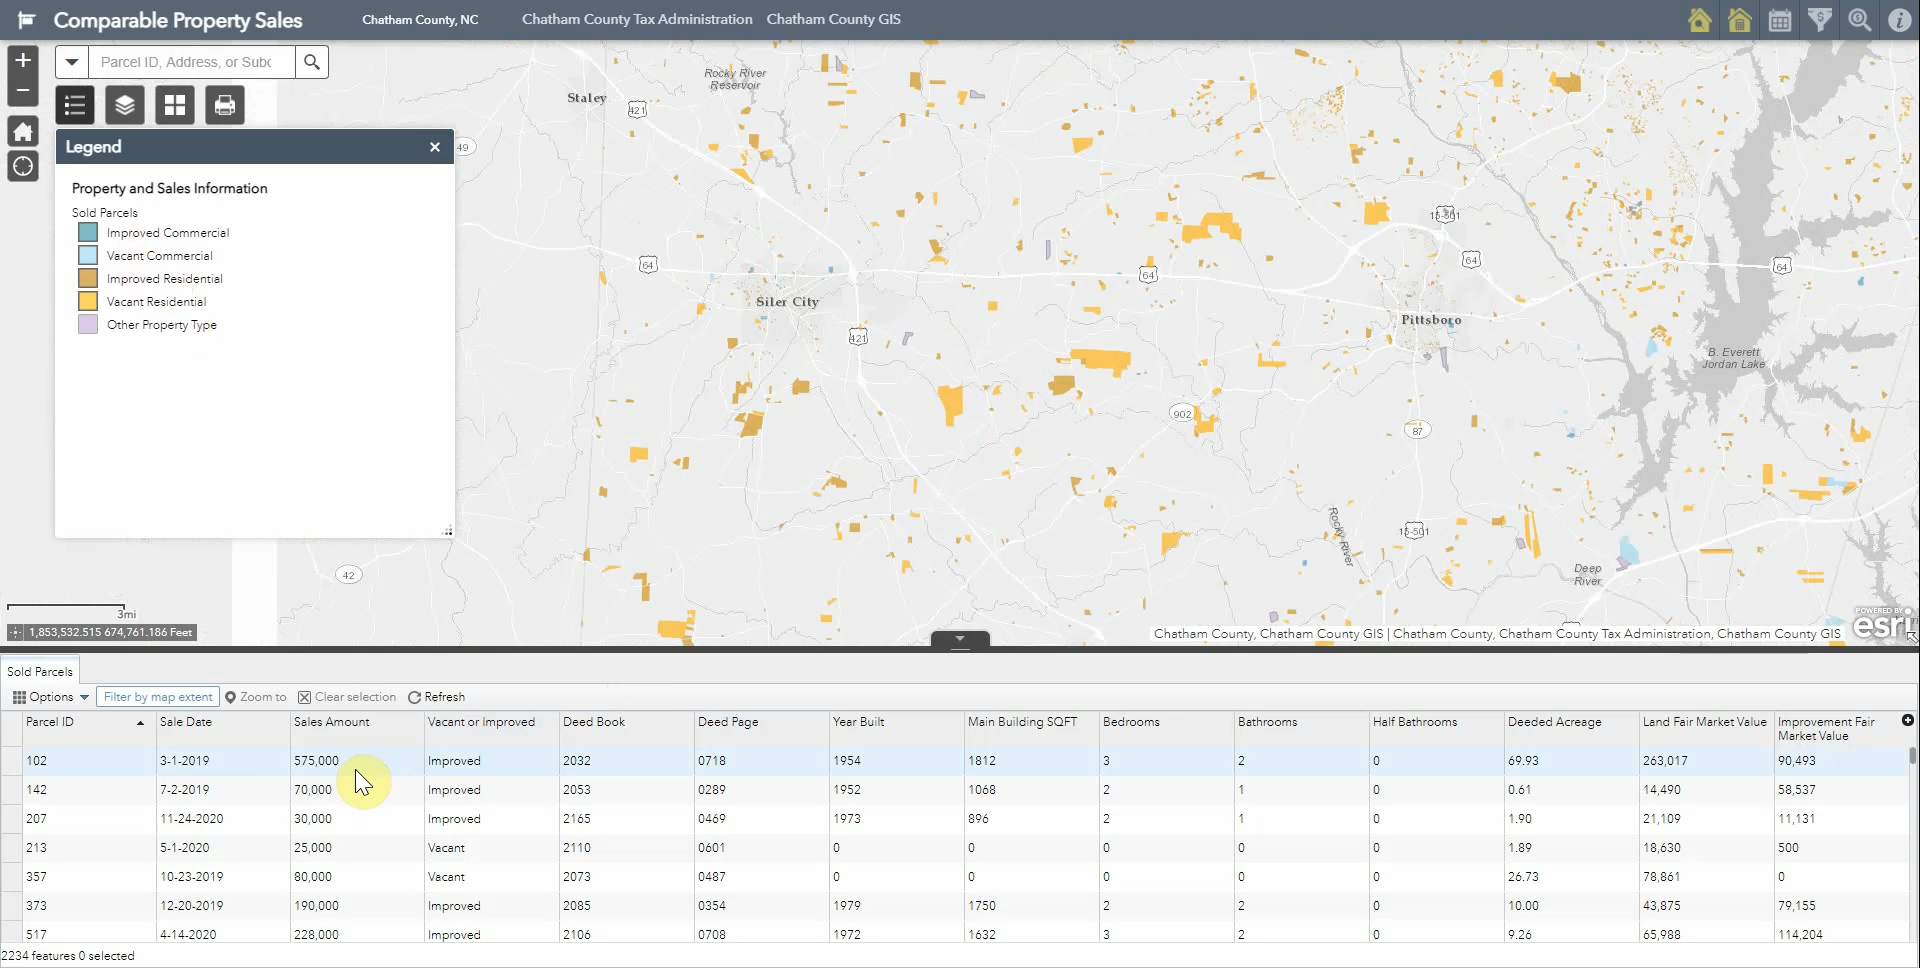 Comparable Property Sales
Chatham County, NC
Chatham County Tax Administration
Chatham County GIS
Parcel ID, Address, or Subc
Legend
Property and Sales Information
Sold Parcels
Improved Commercial
Vacant Commercial
Improved Residential
Vacant Residential
Other Property Type
Staley
421
Rocky River
Reservoir
49
64
Siler City
421
64
15-501
64
64
Pittsboro
B. Everett
Jordan Lake
902
87
Rocky River
15-501
Deep
River
42
3mi
1,853,532.515 674,761.186 Feet
Chatham County, Chatham County GIS | Chatham County, Chatham County Tax Administration, Chatham County GIS
POWERED BY
esri
Sold Parcels
Options Filter by map extent Zoom to Clear selection Refresh
Parcel ID Sale Date Sales Amount Vacant or Improved Deed Book Deed Page Year Built Main Building SQFT Bedrooms Bathrooms Half Bathrooms Deeded Acreage Land Fair Market Value Improvement Fair
Market Value
102 3-1-2019 575,000 Improved 2032 0718 1954 1812 3 2 0 69.93 263,017 90,493
142 7-2-2019 70,000 Improved 2053 0289 1952 1068 2 1 0 0.61 14,490 58,537
207 11-24-2020 30,000 Improved 2165 0469 1973 896 2 1 0 1.90 21,109 11,131
213 5-1-2020 25,000 Vacant 2110 0601 0 0 0 0 0 1.89 18,630 500
357 10-23-2019 80,000 Vacant 2073 0487 0 0 0 0 0 26.73 78,861 0
373 12-20-2019 190,000 Improved 2085 0354 1979 1750 2 2 0 10.00 43,875 79,155
517 4-14-2020 228,000 Improved 2106 0708 1972 1632 3 2 0 9.26 65,988 114,204
2234 features 0 selected